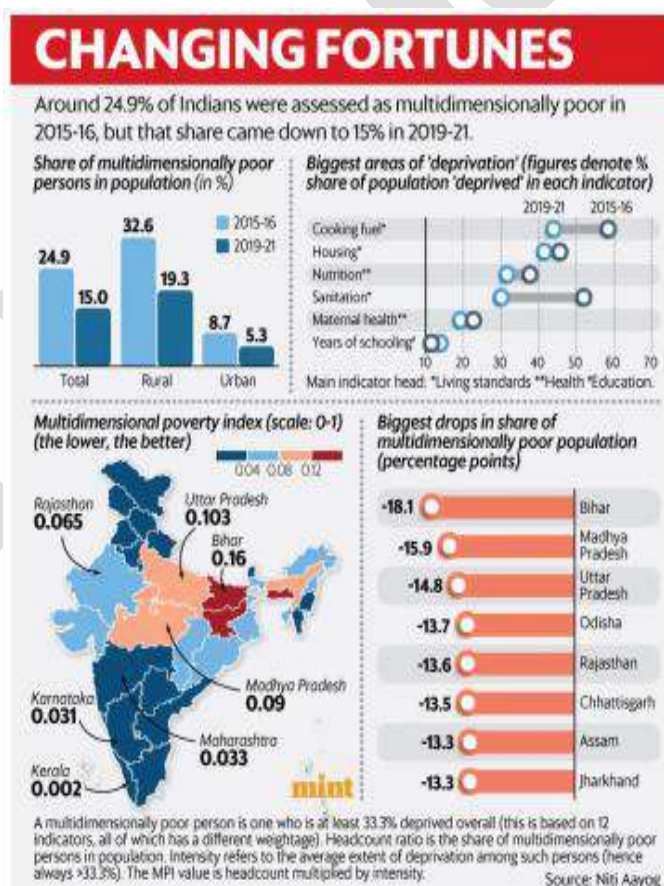 CHANGING FORTUNES
Around 24.9% of Indians were assessed as multidimensionally poor in
2015-16, but that share came down to 15% in 2019-21.
Share of multidimensionally poor
persons in population (in %)
2015-16
2019-21
24.9
15.0
32.6
19.3
8.7
5.3
Total
Rural
Urban
Biggest areas of 'deprivation' (figures denote %
share of population 'deprived' in each indicator)
2019-21 2015-16
Cooking fuel*
Housing*
Nutrition**
Sanitation*
Maternal health**
Years of schooling#
10 20 30 40 50 60 70
Main indicator head: *Living standards **Health #Education.
Multidimensional poverty index (scale: 0-1)
(the lower, the better)
0.04 0.08 0.12
Rajasthan
0.065
Uttar Pradesh
0.103
Bihar
0.16
Madhya Pradesh
0.09
Karnataka
0.031
Maharashtra
0.033
Kerala
0.002
mint
Biggest drops in share of
multidimensionally poor population
(percentage points)
-18.1 Bihar
-15.9 Madhya
Pradesh
-14.8 Uttar
Pradesh
-13.7 Odisha
-13.6 Rajasthan
-13.5 Chhattisgarh
-13.3 Assam
-13.3 Jharkhand
A multidimensionally poor person is one who is at least 33.3% deprived overall (this is based on 12
indicators, all of which has a different weightage). Headcount ratio is the share of multidimensionally poor
persons in population. Intensity refers to the average extent of deprivation among such persons (hence
always >33.3%). The MPI value is headcount multiplied by intensity.
Source: Niti Aayog